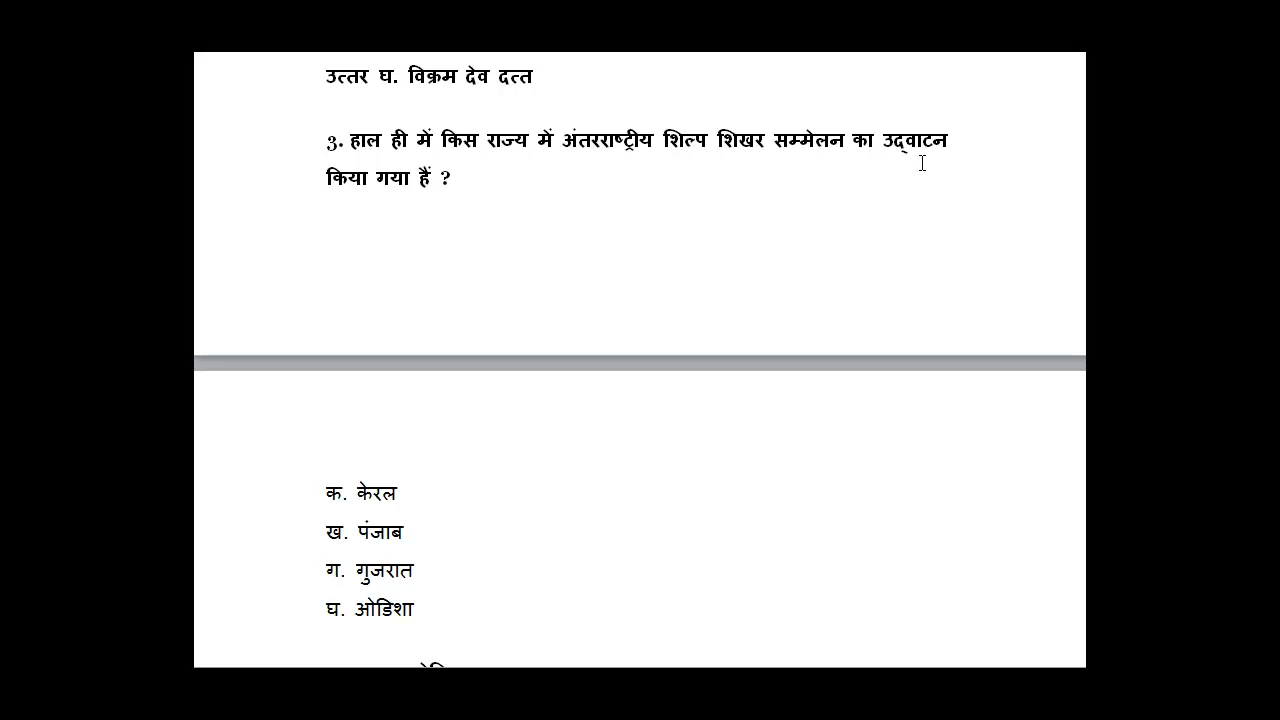 उत्तर घ. विक्रम देव दत्त
3. हाल ही में किस राज्य में अंतरराष्ट्रीय शिल्प शिखर सम्मेलन का उद्वाटन
किया गया हैं ?
क. केरल
ख. पंजाब
ग. गुजरात
घ. ओडिशा